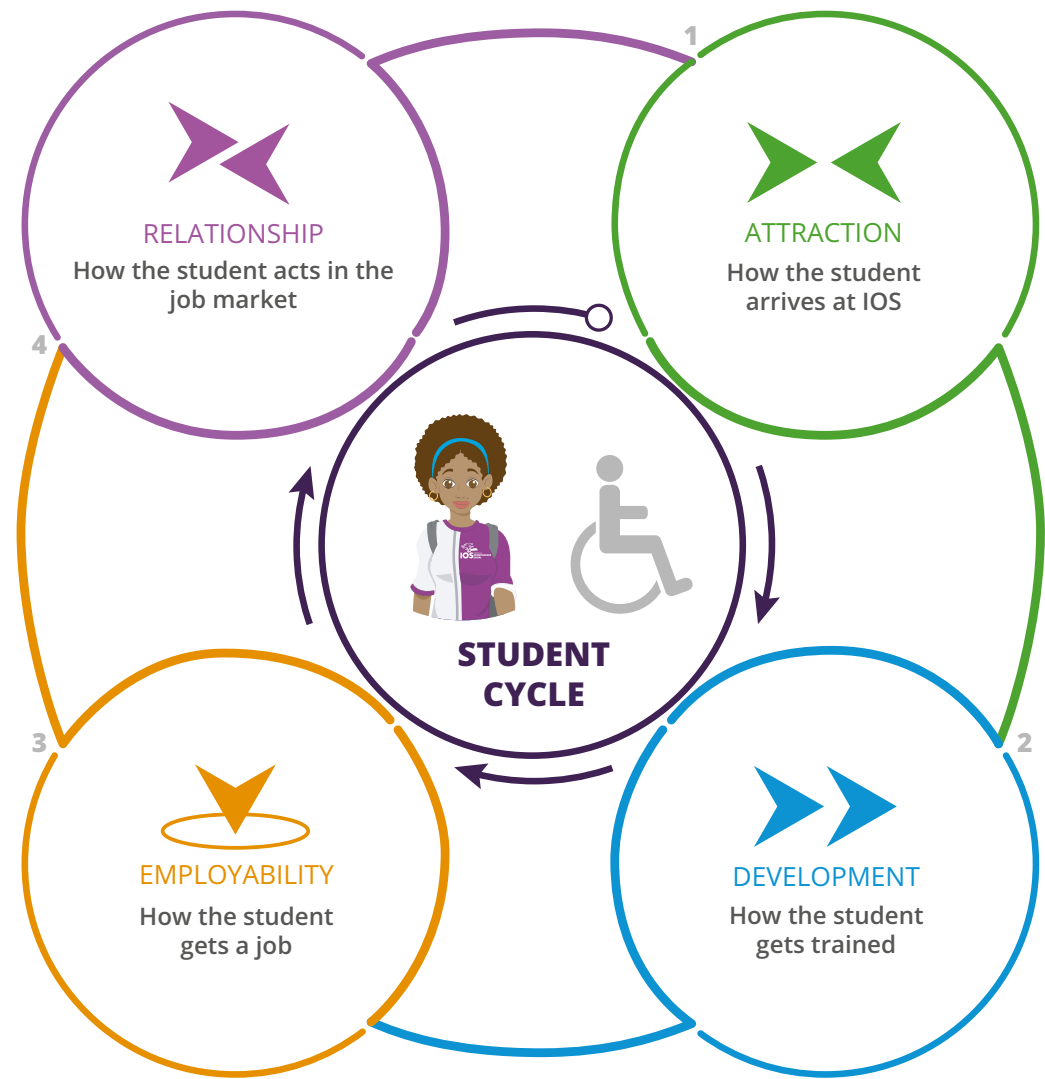 1
ATTRACTION
How the student
arrives at IOS
2
DEVELOPMENT
How the student
gets trained
3
EMPLOYABILITY
How the student
gets a job
4
RELATIONSHIP
How the student acts in the
job market
IOS
STUDENT
CYCLE